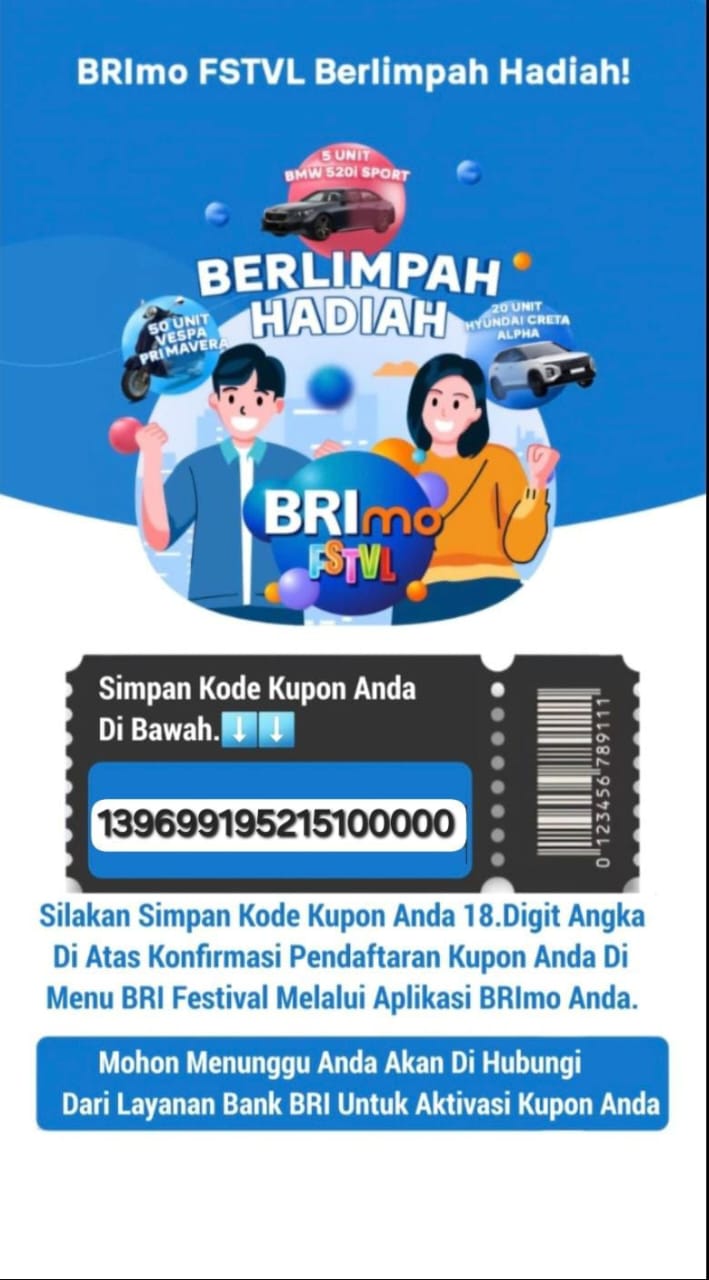 BRImo FSTVL Berlimpah Hadiah!
5 UNIT
BMW 520I SPORT
BERLIMPAH
HADIAH
50 UNIT
VESPA
PRIMAVERA
20 UNIT
HYUNDAI CRETA
ALPHA
BRImo
FSTVL
Simpan Kode Kupon Anda
Di Bawah.⬇️⬇️
139699195215100000
0 123456 789111
Silakan Simpan Kode Kupon Anda 18.Digit Angka
Di Atas Konfirmasi Pendaftaran Kupon Anda Di
Menu BRI Festival Melalui Aplikasi BRImo Anda.
Mohon Menunggu Anda Akan Di Hubungi
Dari Layanan Bank BRI Untuk Aktivasi Kupon Anda